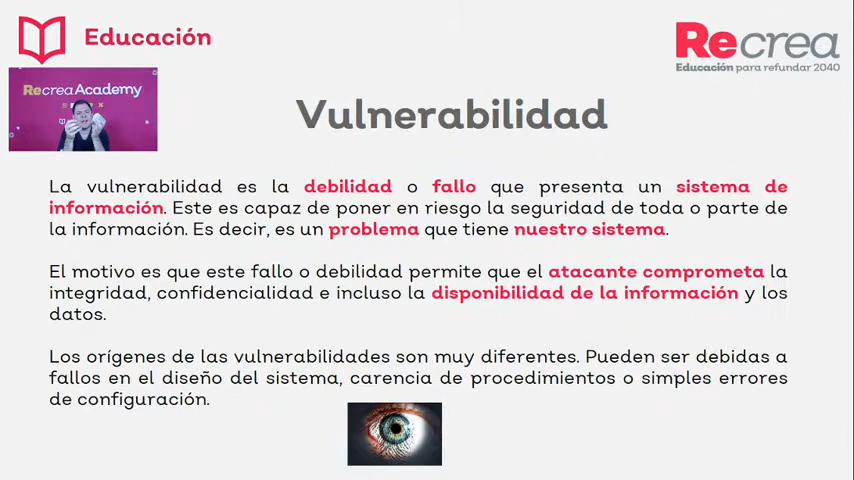 Educación
Recrea
Educación para refundar 2040
Recrea Academy
Vulnerabilidad
La vulnerabilidad es la debilidad o fallo que presenta un sistema de
información. Este es capaz de poner en riesgo la seguridad de toda o parte de
la información. Es decir, es un problema que tiene nuestro sistema.
El motivo es que este fallo o debilidad permite que el atacante comprometa la
integridad, confidencialidad e incluso la disponibilidad de la información y los
datos.
Los orígenes de las vulnerabilidades son muy diferentes. Pueden ser debidas a
fallos en el diseño del sistema, carencia de procedimientos o simples errores
de configuración.